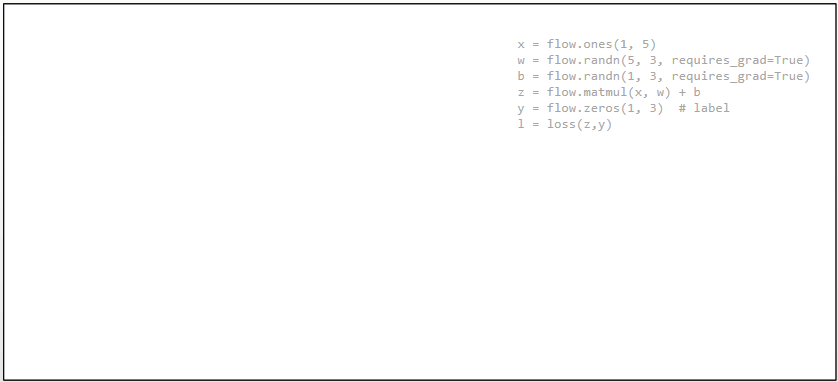 x = flow.ones(1, 5)
w = flow.randn(5, 3, requires_grad=True)
b = flow.randn(1, 3, requires_grad=True)
z = flow.matmul(x, w) + b
y = flow.zeros(1, 3)  # label
l = loss(z,y)